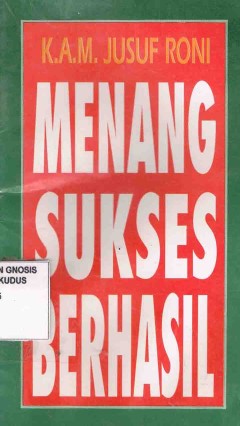 K.A.M. JUSUF RONI
MENANG
SUKSES
BERHASIL
N GNOSIS
KUDUS